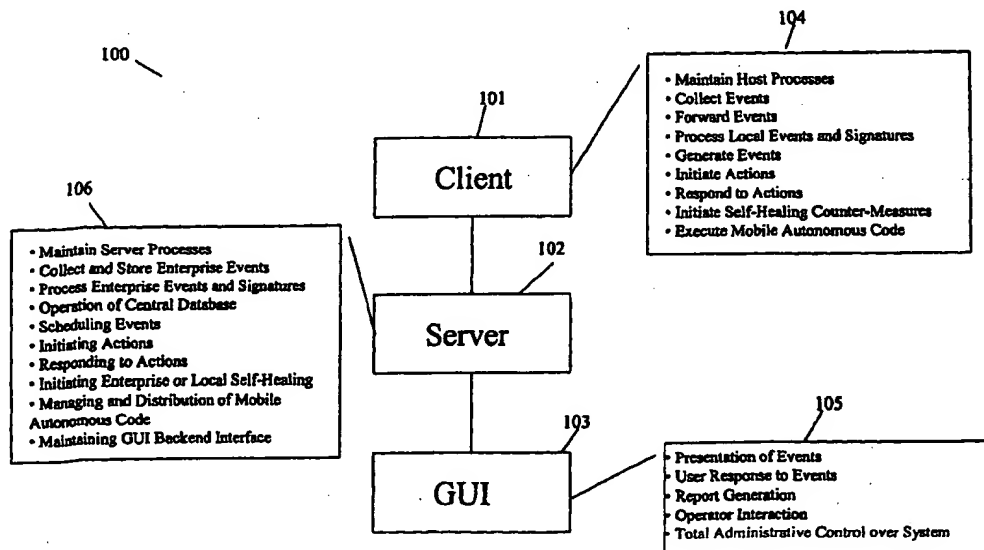 104
100
• Maintain Host Processes
• Collect Events
• Forward Events
• Process Local Events and Signatures
• Generate Events
• Initiate Actions
• Respond to Actions
• Initiate Self-Healing Counter-Measures
• Execute Mobile Autonomous Code
101
Client
106
• Maintain Server Processes
• Collect and Store Enterprise Events
• Process Enterprise Events and Signatures
• Operation of Central Database
• Scheduling Events
• Initiating Actions
• Responding to Actions
• Initiating Enterprise or Local Self-Healing
• Managing and Distribution of Mobile
Autonomous Code
• Maintaining GUI Backend Interface
102
Server
103
GUI
105
• Presentation of Events
• User Response to Events
• Report Generation
• Operator Interaction
• Total Administrative Control over System